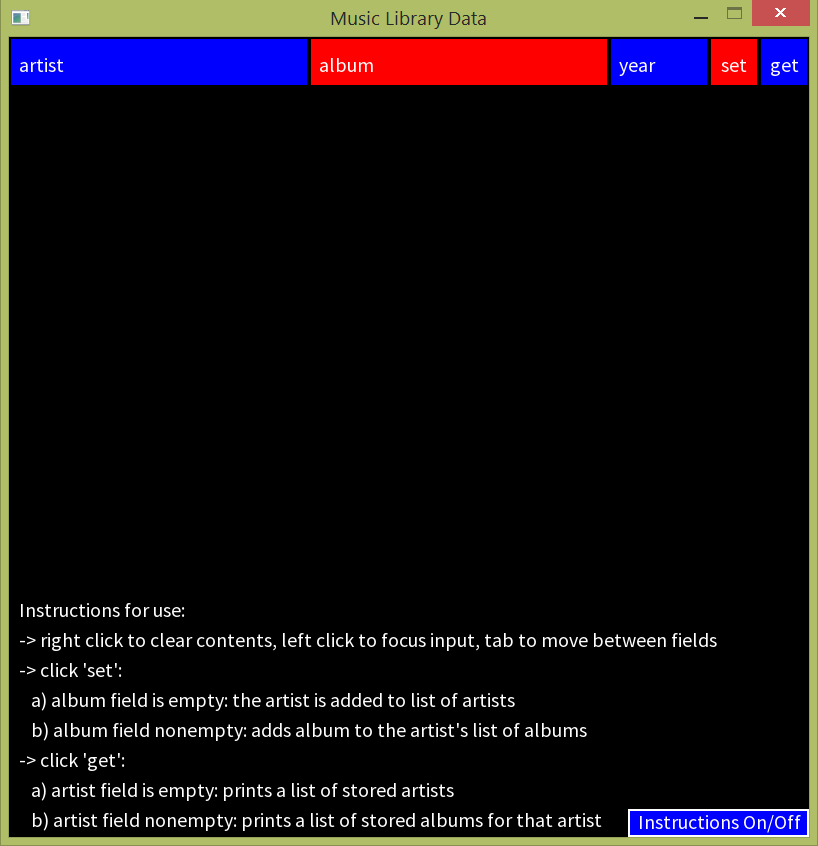 Music Library Data
artist album year set get
Instructions for use:
-> right click to clear contents, left click to focus input, tab to move between fields
-> click 'set':
a) album field is empty: the artist is added to list of artists
b) album field nonempty: adds album to the artist's list of albums
-> click 'get':
a) artist field is empty: prints a list of stored artists
b) artist field nonempty: prints a list of stored albums for that artist
Instructions On/Off